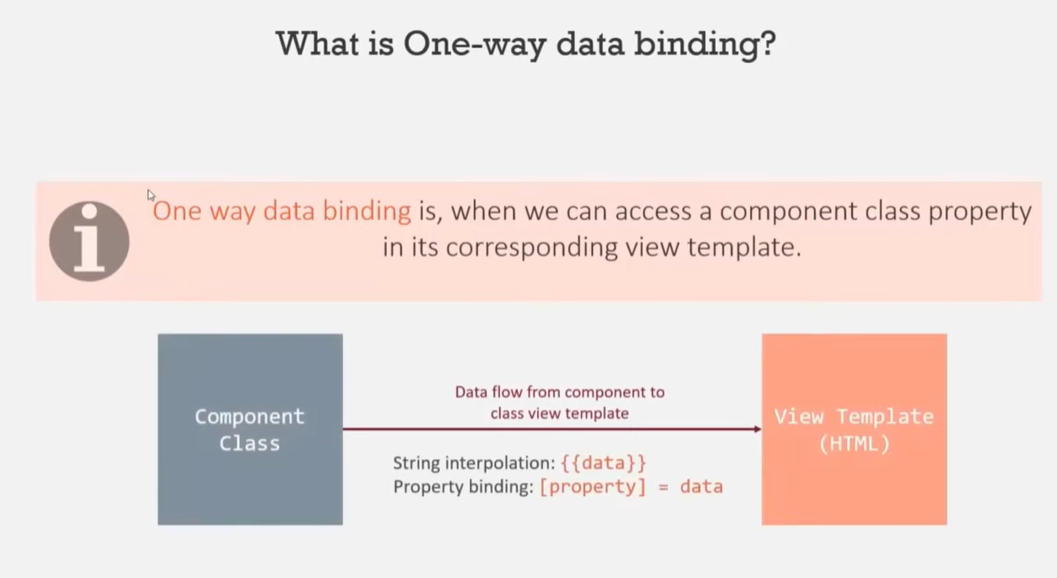 What is One-way data binding?
One way data binding is, when we can access a component class property
in its corresponding view template.
Data flow from component to
class view template
Component
Class
View Template
(HTML)
String interpolation: {{data}}
Property binding: [property] = data